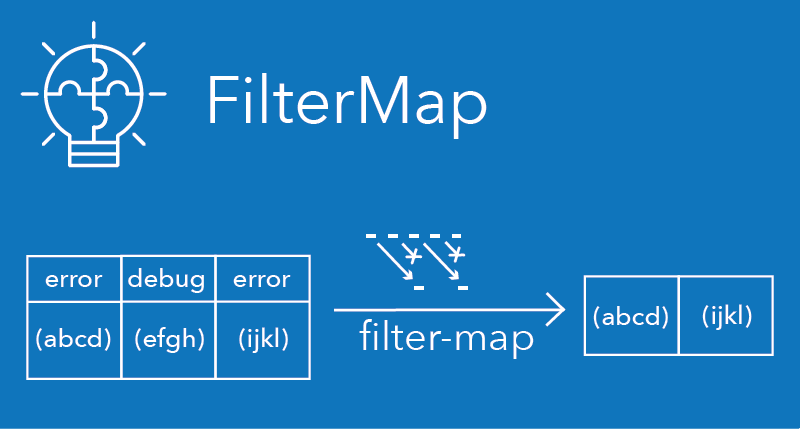 FilterMap
error debug error
(abcd) (efgh) (ijkl)
filter-map
(abcd) (ijkl)